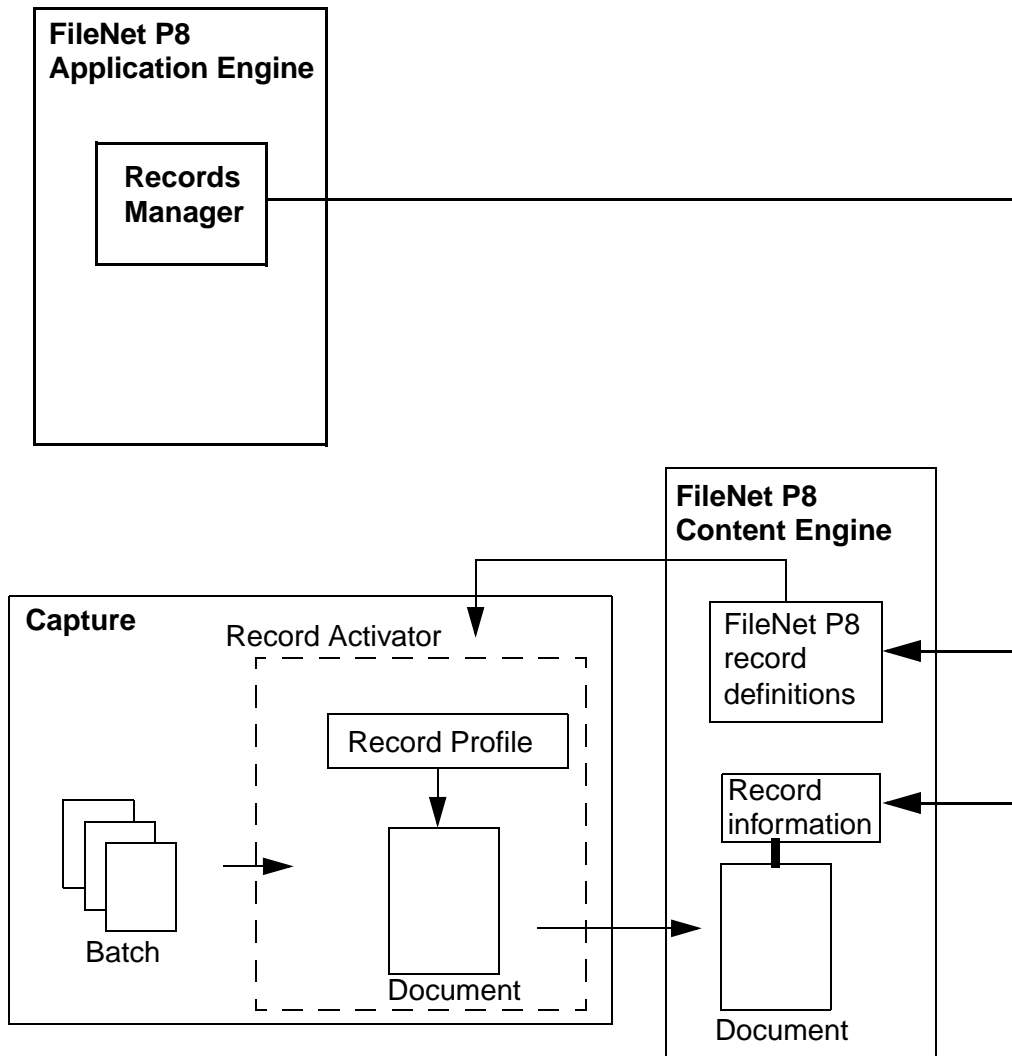 FileNet P8
Application Engine
Records
Manager
FileNet P8
Content Engine
Capture
Record Activator
FileNet P8
record
definitions
Record Profile
Record
information
Batch
Document
Document